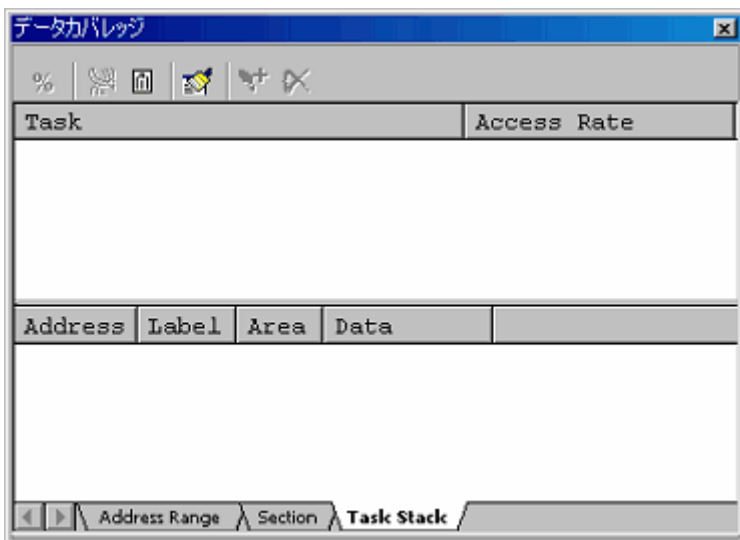 データカバレッジ
%
Task Access Rate
Address Label Area Data
Address Range Section Task Stack